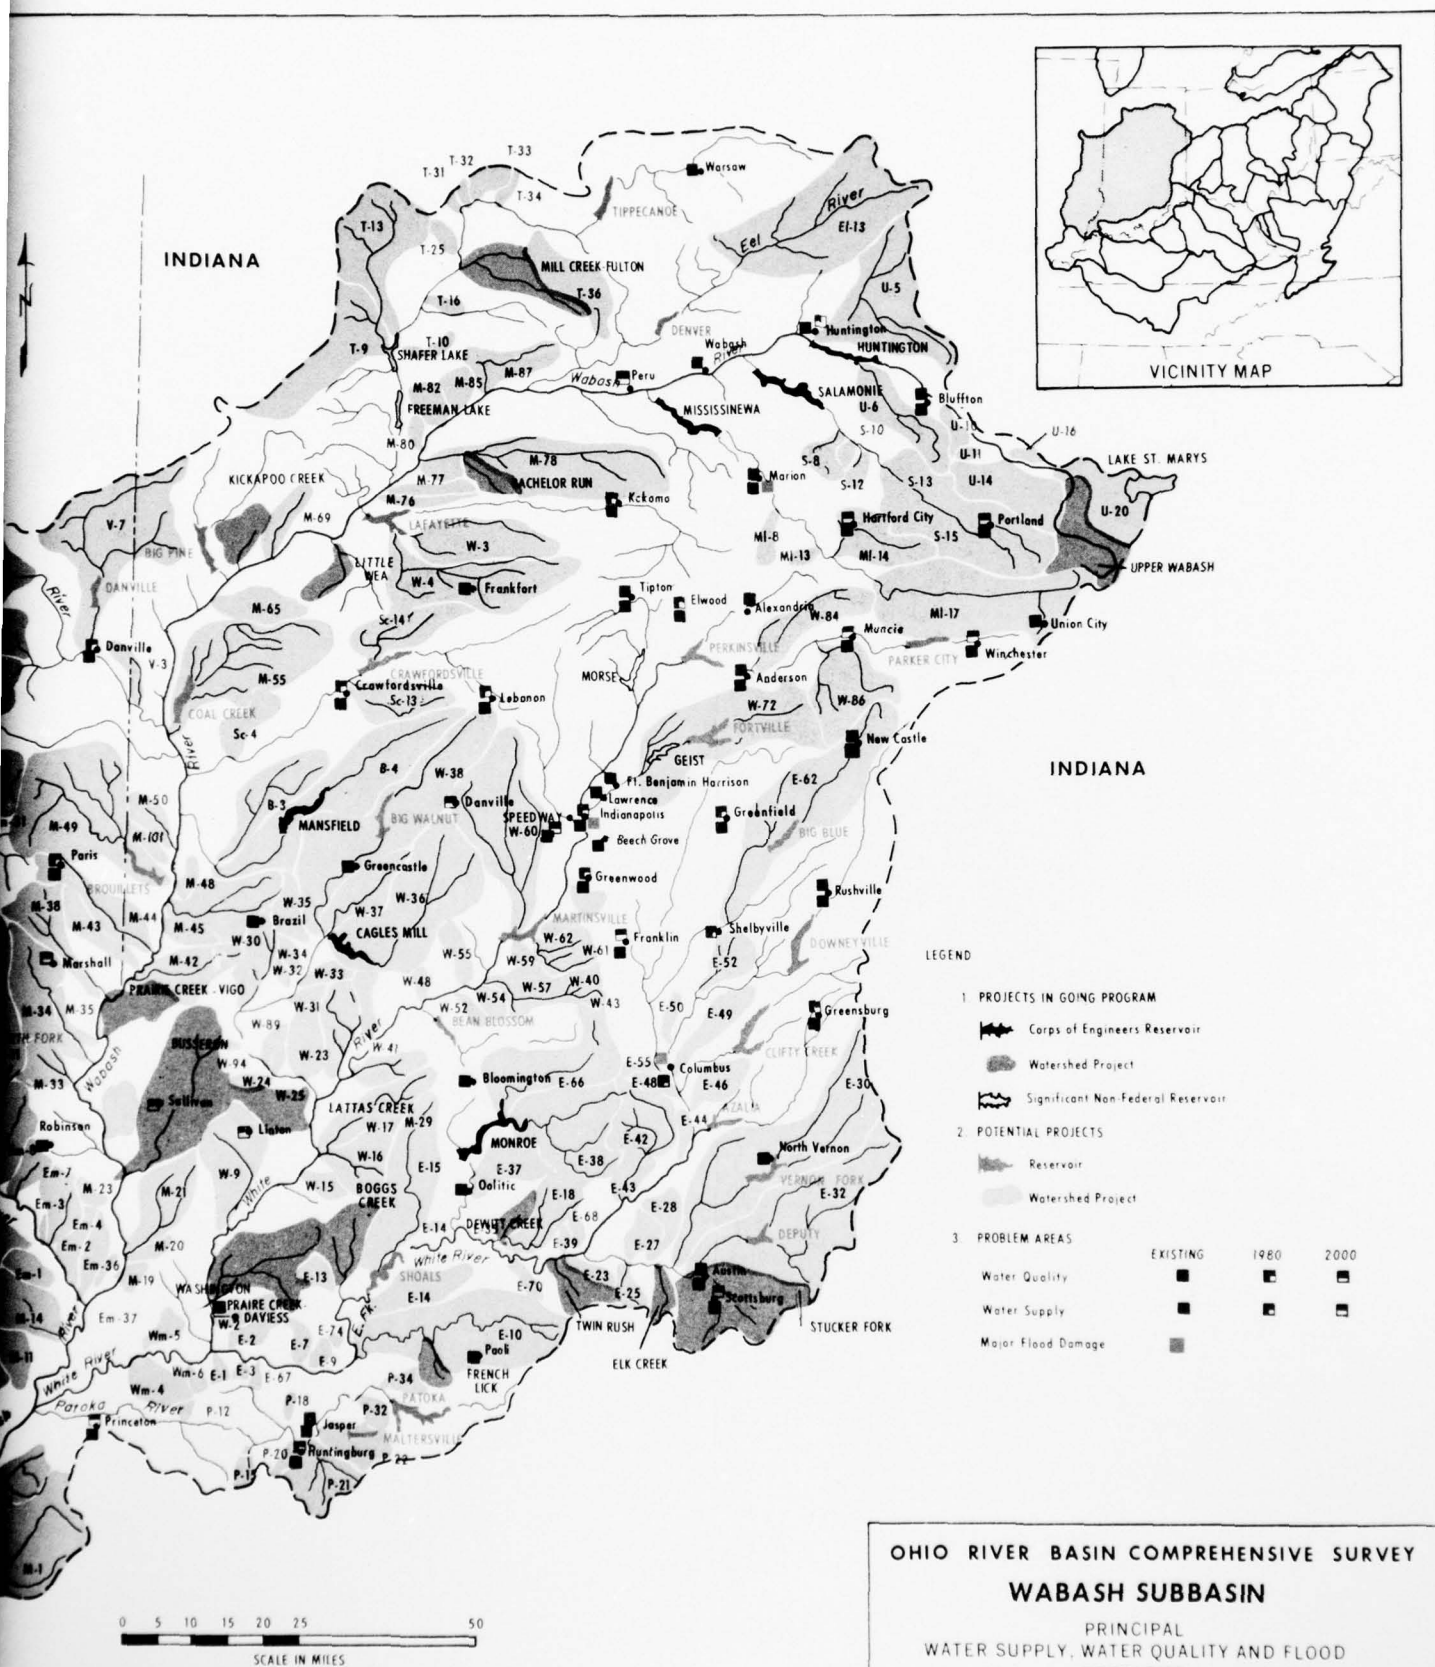 VICINITY MAP
T-33
T-32
T-31
Warsaw
T-34
TIPPECANOE
River
T-13
Eel
El-13
T-25
INDIANA
MILL CREEK-FULTON
N
T-36
U-5
T-16
DENVER
Huntington
Wabash
River
T-10
T-9
SHAFER LAKE
HUNTINGTON
M-87
Wabash
Peru
M-85
M-82
SALAMONIE
U-6
Bluffton
FREEMAN LAKE
MISSISSINEWA
U-16
S-10
M-80
LAKE ST. MARYS
U-11
M-78
S-8
KICKAPOO CREEK
M-77
BACHELOR RUN
Marion
S-12
S-13
U-14
M-76
Kokomo
U-20
M-69
V-7
LAFAYETTE
Hartford City
Portland
BIG PINE
S-15
MI-8
W-3
Mi-13
MI-14
LITTLE
WEA
UPPER WABASH
River
DANVILLE
W-4
Frankfort
Tipton
Elwood
Alexandria
M-65
W-84
MI-17
Sc-14
Muncie
Union City
Danville
PERKINSVILLE
PARKER CITY
Winchester
V-3
CRAWFORDSVILLE
M-55
Crawfordsville
MORSE
Anderson
Sc-13
Lebanon
W-72
W-86
COAL CREEK
FORTVILLE
Sc-4
New Castle
River
GEIST
INDIANA
B-4
W-38
Ft. Benjamin Harrison
E-62
M-50
B-3
Danville
Lawrence
MANSFIELD
BIG WALNUT
SPEEDWAY
Indianapolis
Greenfield
M-49
W-60
M-101
Beech Grove
BIG BLUE
Paris
Greencastle
BROUILLETS
Greenwood
M-48
Rushville
M-38
W-35
W-36
W-37
M-44
MARTINSVILLE
M-43
M-45
Brazil
CAGLES MILL
Shelbyville
W-30
W-62
Franklin
DOWNEYVILLE
W-34
W-55
W-61
LEGEND
Marshall
M-42
W-32
W-33
W-59
E-52
W-48
W-40
PRAIRIE CREEK - VIGO
W-57
W-54
1 PROJECTS IN GOING PROGRAM
M-34
M-35
W-31
W-52
W-43
E-50
E-49
Greensburg
W-89
BEAN BLOSSOM
Corps of Engineers Reservoir
FORK
BUSSERON
River
W-41
CLIFTY CREEK
W-23
E-55
Columbus
Watershed Project
Wabash
W-94
M-33
W-24
Bloomington
E-66
E-48
E-46
E-30
W-25
Sullivan
LATTAS CREEK
Significant Non-Federal Reservoir
AZALIA
Robinson
W-17
M-29
E-44
Linton
MONROE
E-42
2. POTENTIAL PROJECTS
W-16
E-15
North Vernon
Reservoir
W-9
E-37
E-38
M-23
M-21
White
W-15
BOGGS
CREEK
Oolitic
VERNON FORK
E-32
Em-3
E-18
E-43
Watershed Project
Em-4
E-28
DEWITT CREEK
E-68
E-14
3 PROBLEM AREAS
Em-2
M-20
E-39
E-27
DEPUTY
White River
EXISTING 1980 2000
Em-36
Em-1
M-19
SHOALS
Austin
Water Quality
E-13
E-23
WASHINGTON
E-70
E-14
E-25
Scottsburg
Water Supply
M-14
Em-37
PRAIRE CREEK
DAVIESS
River
W-2
E. Fk.
TWIN RUSH
STUCKER FORK
Wm-5
E-74
E-10
Major Flood Damage
E-2
E-7
Paoli
ELK CREEK
White River
E-9
Wm-6
E-1
E-3
E-67
P-34
FRENCH
LICK
Wm-4
P-18
PATOKA
Patoka
River
P-12
P-32
Princeton
Jasper
MALTERSVILLE
P-20
Huntingburg
P-22
P-21
M-1
OHIO RIVER BASIN COMPREHENSIVE SURVEY
WABASH SUBBASIN
PRINCIPAL
WATER SUPPLY, WATER QUALITY AND FLOOD
0 5 10 15 20 25 50
SCALE IN MILES